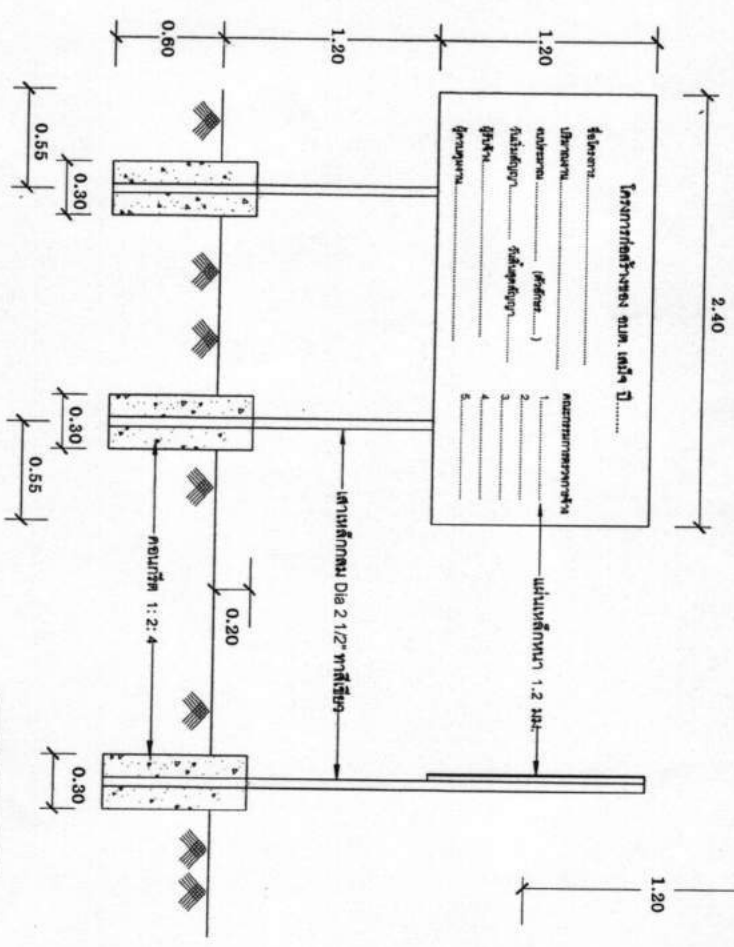 โครงการก่อสร้างของ อบต. เสม็จ ปี.........
ชื่อโครงการ..............................
ปริมาณงาน..............................
งบประมาณ.................... (ตัวอักษร.........)
วันเริ่มสัญญา.............. วันสิ้นสุดสัญญา..............
ผู้รับจ้าง..............................
ผู้ควบคุมงาน..............................
คณะกรรมการตรวจการจ้าง
1..............................
2..............................
3..............................
4..............................
5..............................
2.40
1.20
1.20
0.60
0.55
0.30
0.30
0.55
0.20
0.30
1.20
แผ่นเหล็กหนา 1.2 มม.
เสาเหล็กกลม Dia 2 1/2" ทาสีเขียว
คอนกรีต 1: 2: 4